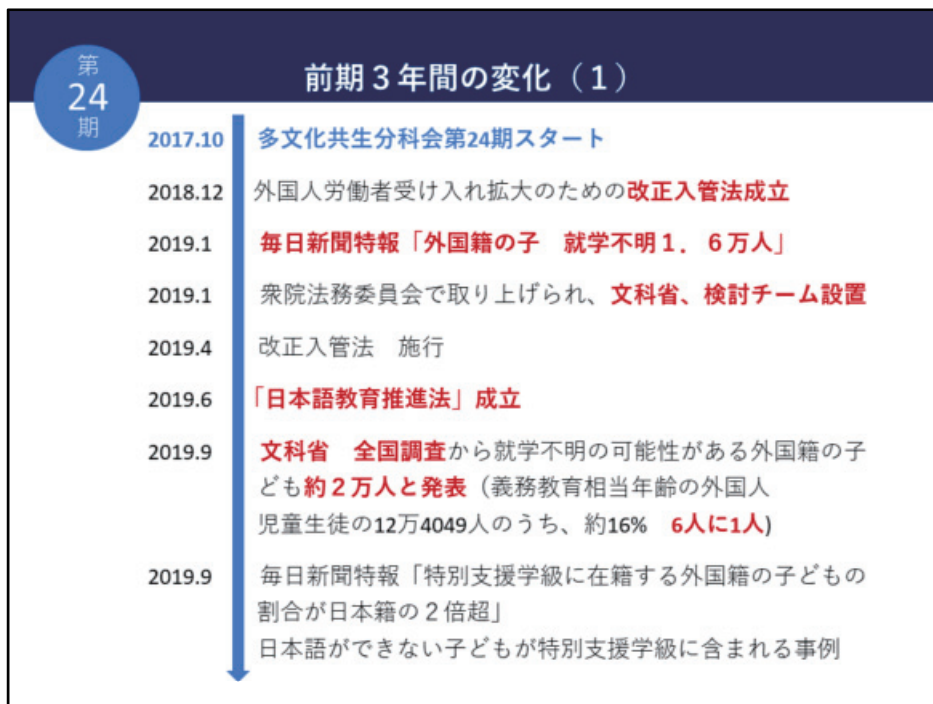 第
24
期
前期３年間の変化（１）
2017.10 多文化共生分科会第24期スタート
2018.12 外国人労働者受け入れ拡大のための改正入管法成立
2019.1 毎日新聞特報「外国籍の子　就学不明１．６万人」
2019.1 衆院法務委員会で取り上げられ、文科省、検討チーム設置
2019.4 改正入管法　施行
2019.6 「日本語教育推進法」成立
2019.9 文科省　全国調査から就学不明の可能性がある外国籍の子
ども約２万人と発表（義務教育相当年齢の外国人
児童生徒の12万4049人のうち、約16%　6人に1人)
2019.9 毎日新聞特報「特別支援学級に在籍する外国籍の子どもの
割合が日本籍の２倍超」
日本語ができない子どもが特別支援学級に含まれる事例